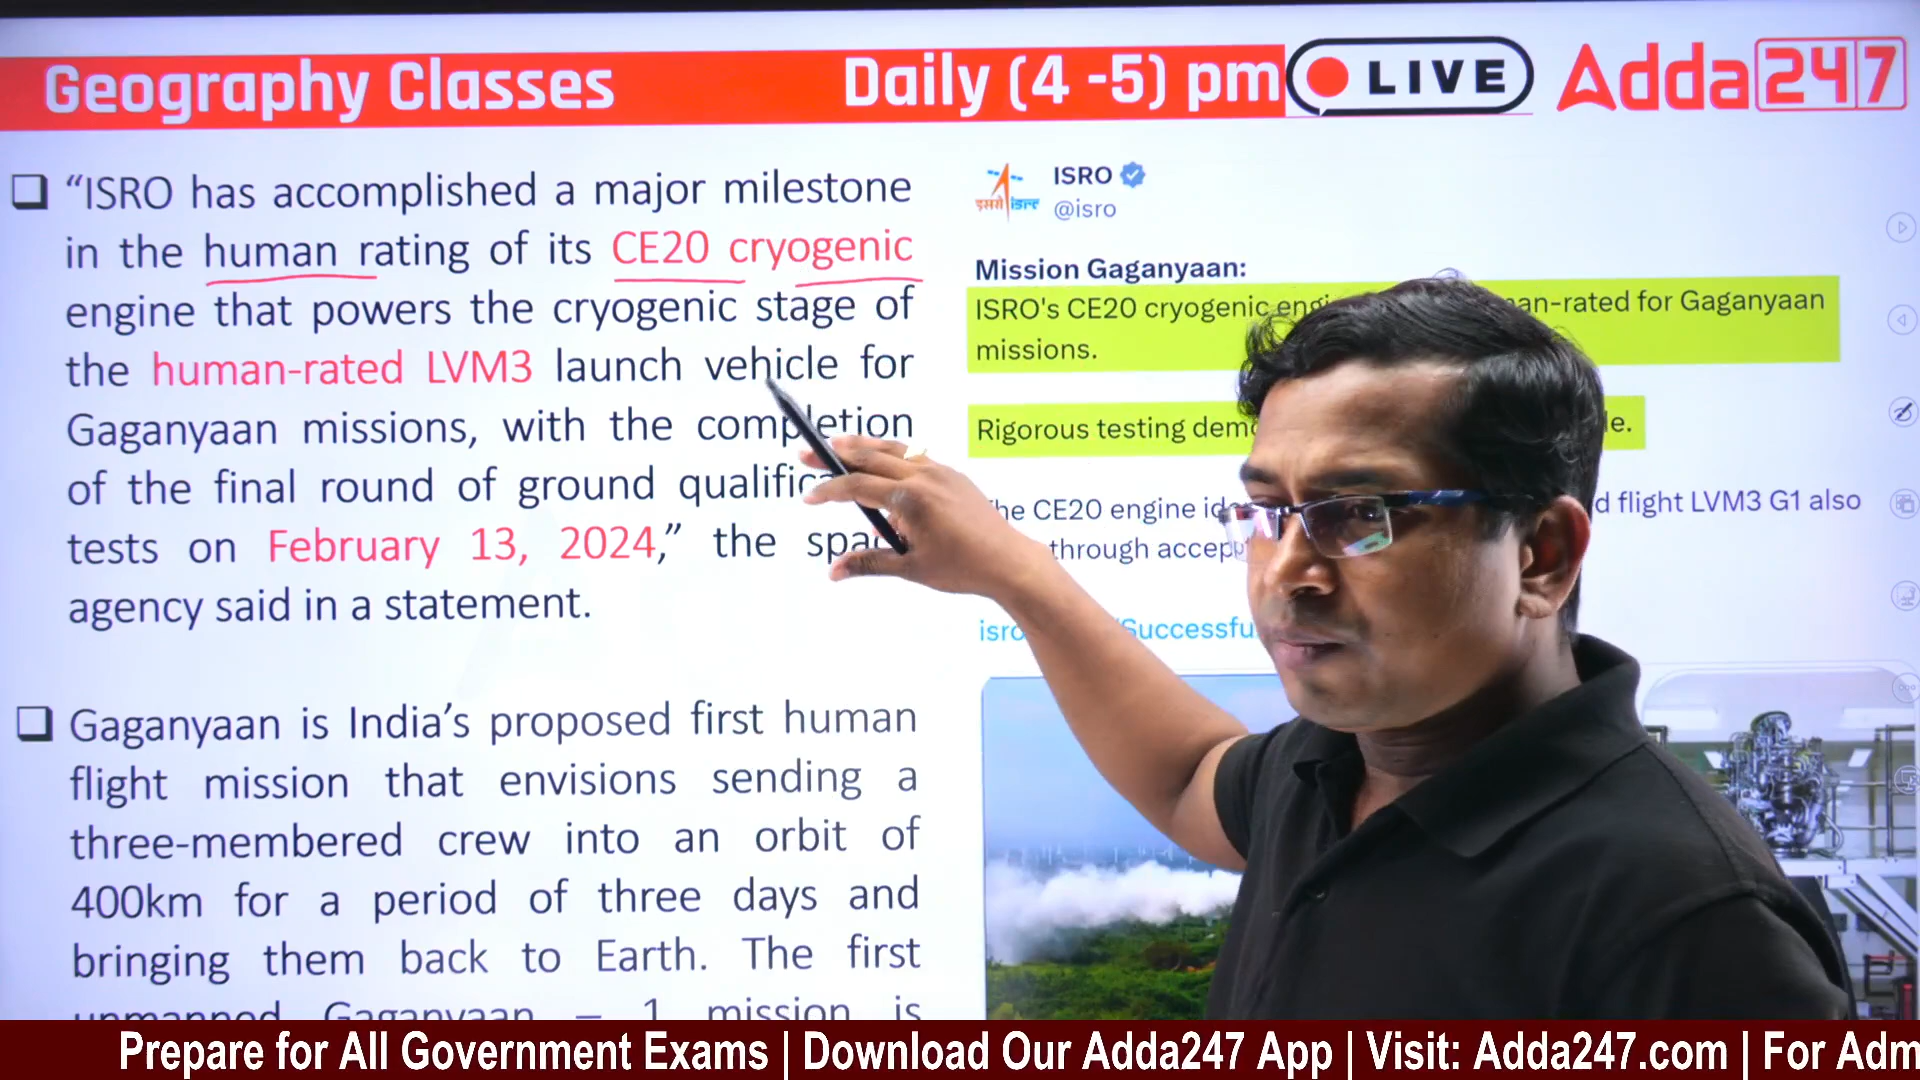 Geography Classes Daily (4 -5) pm LIVE Adda247
❑ “ISRO has accomplished a major milestone
in the human rating of its CE20 cryogenic
engine that powers the cryogenic stage of
the human-rated LVM3 launch vehicle for
Gaganyaan missions, with the completion
of the final round of ground
tests on February 13, 2024,” the
agency said in a statement.
❑ Gaganyaan is India’s proposed first human
flight mission that envisions sending a
three-membered crew into an orbit of
400km for a period of three days and
bringing them back to Earth. The first
unmanned Gaganyaan – 1 mission is
इसरो isro
ISRO
@isro
Mission Gaganyaan:
ISRO's CE20 cryogenic for Gaganyaan
missions.
Rigorous testing
CE20 engine flight LVM3 G1 also
through
Prepare for All Government Exams | Download Our Adda247 App | Visit: Adda247.com | For